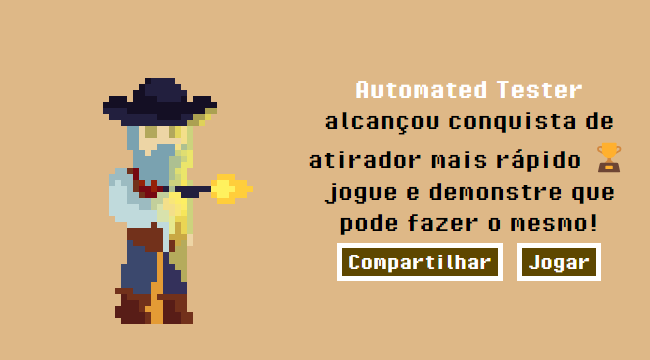 Automated Tester
alcançou conquista de
atirador mais rápido 🏆
jogue e demonstre que
pode fazer o mesmo!
Compartilhar
Jogar